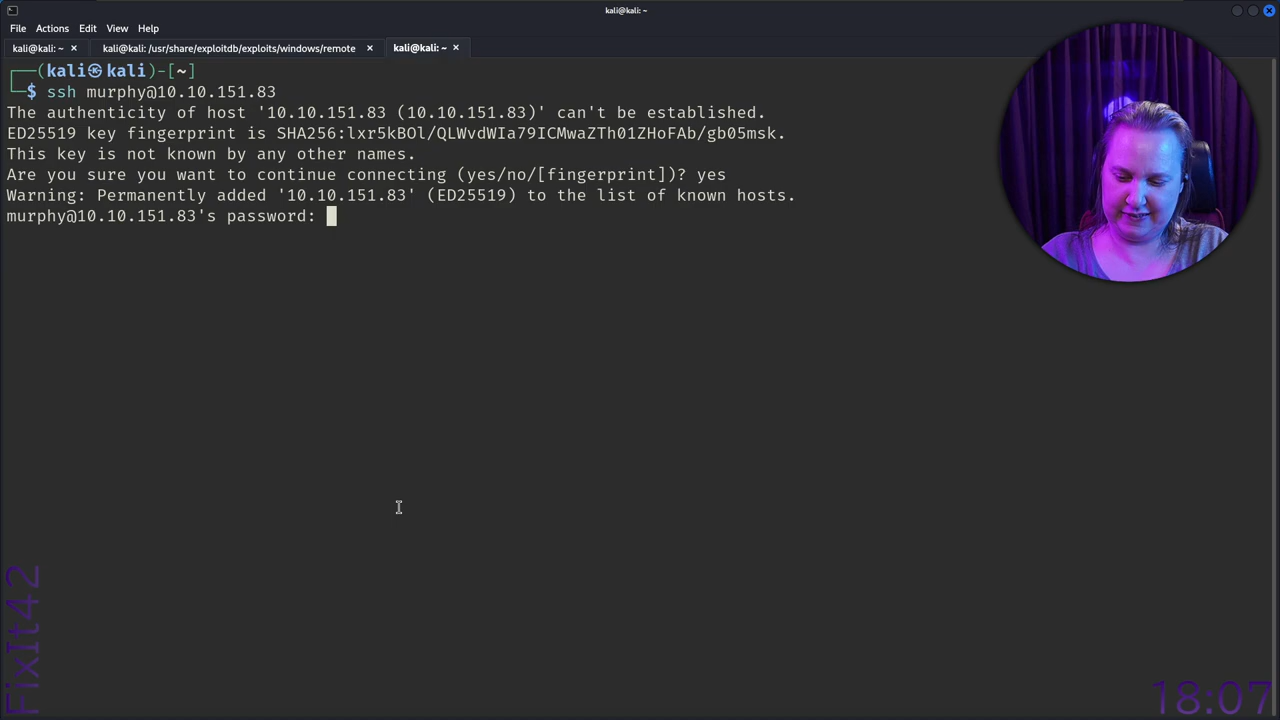 kali@kali: ~
File Actions Edit View Help
kali@kali: ~ × kali@kali: /usr/share/exploitdb/exploits/windows/remote × kali@kali: ~ ×
┌──(kali㉿kali)-[~]
└─$ ssh murphy@10.10.151.83
The authenticity of host '10.10.151.83 (10.10.151.83)' can't be established.
ED25519 key fingerprint is SHA256:lxr5kBOl/QLWvdWIa79ICMwaZTh01ZHoFAb/gb05msk.
This key is not known by any other names.
Are you sure you want to continue connecting (yes/no/[fingerprint])? yes
Warning: Permanently added '10.10.151.83' (ED25519) to the list of known hosts.
murphy@10.10.151.83's password:
FixIt42
18:07